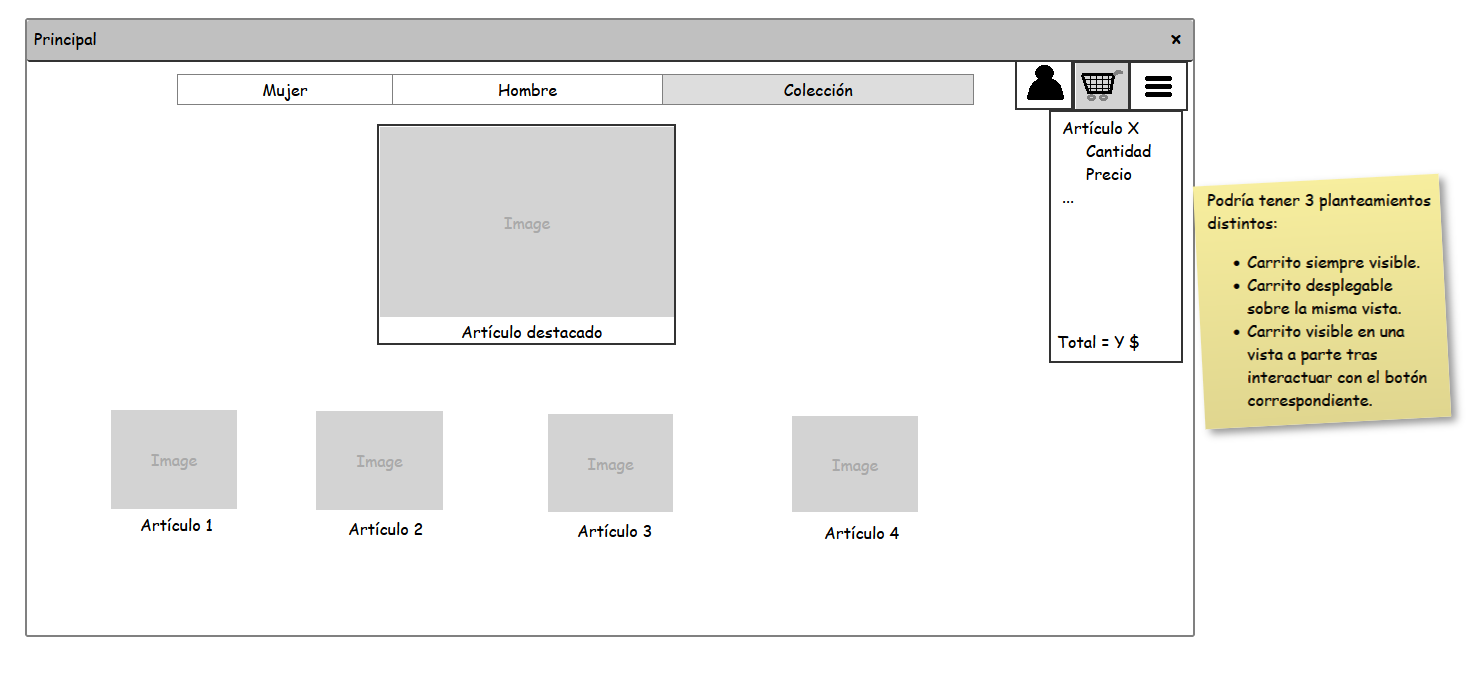 Principal
Mujer
Hombre
Colección
Artículo X
Cantidad
Precio
...
Total = Y $
Image
Artículo destacado
Image
Image
Image
Image
Artículo 1
Artículo 2
Artículo 3
Artículo 4
Podría tener 3 planteamientos
distintos:
• Carrito siempre visible.
• Carrito desplegable
sobre la misma vista.
• Carrito visible en una
vista a parte tras
interactuar con el botón
correspondiente.